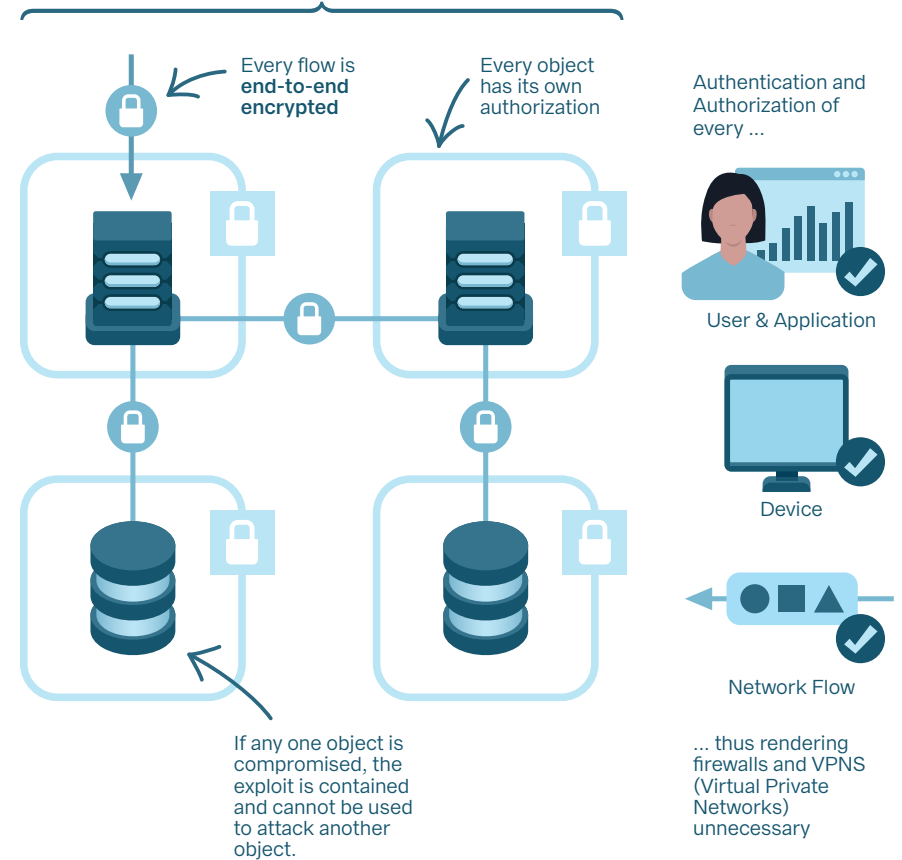 Every flow is
end-to-end
encrypted
Every object
has its own
authorization
Authentication and
Authorization of
every ...
User & Application
Device
Network Flow
If any one object is
compromised, the
exploit is contained
and cannot be used
to attack another
object.
... thus rendering
firewalls and VPNS
(Virtual Private
Networks)
unnecessary